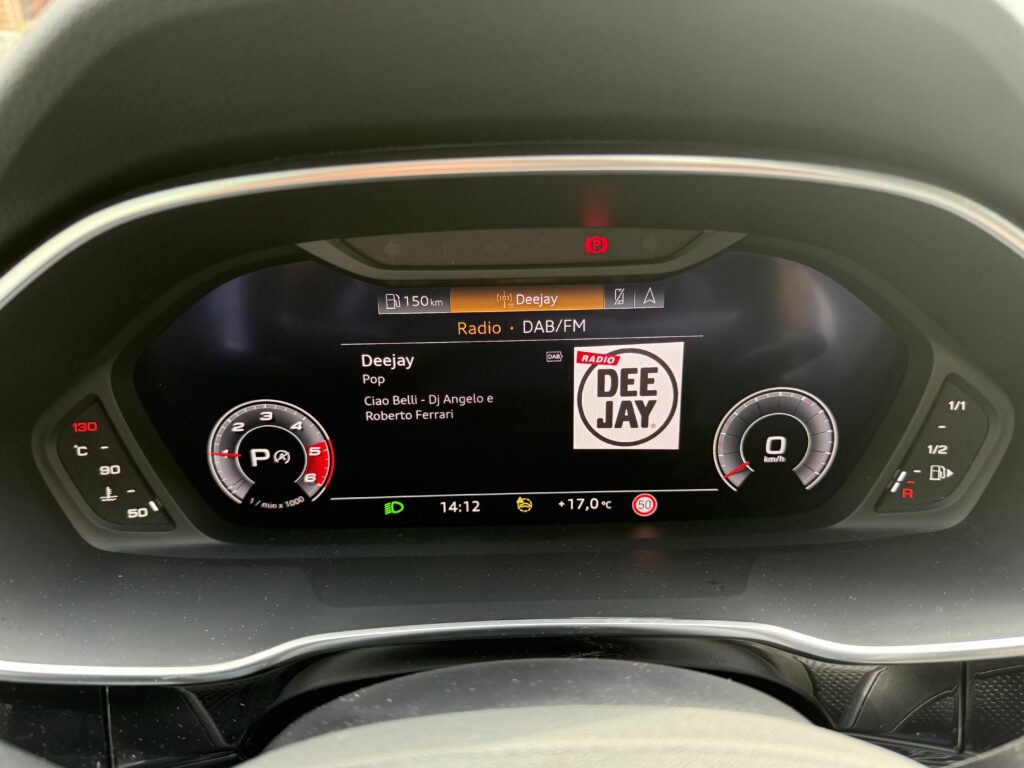 P
150 km
Deejay
Radio · DAB/FM
Deejay
DAB
Pop
Ciao Belli - Dj Angelo e
Roberto Ferrari
RADIO
DEE
JAY
®
130
°C
90
50
1
2
3
4
5
6
P
A
1 / min x 1000
0
km/h
1/1
1/2
R
14:12
+17,0 °C
50